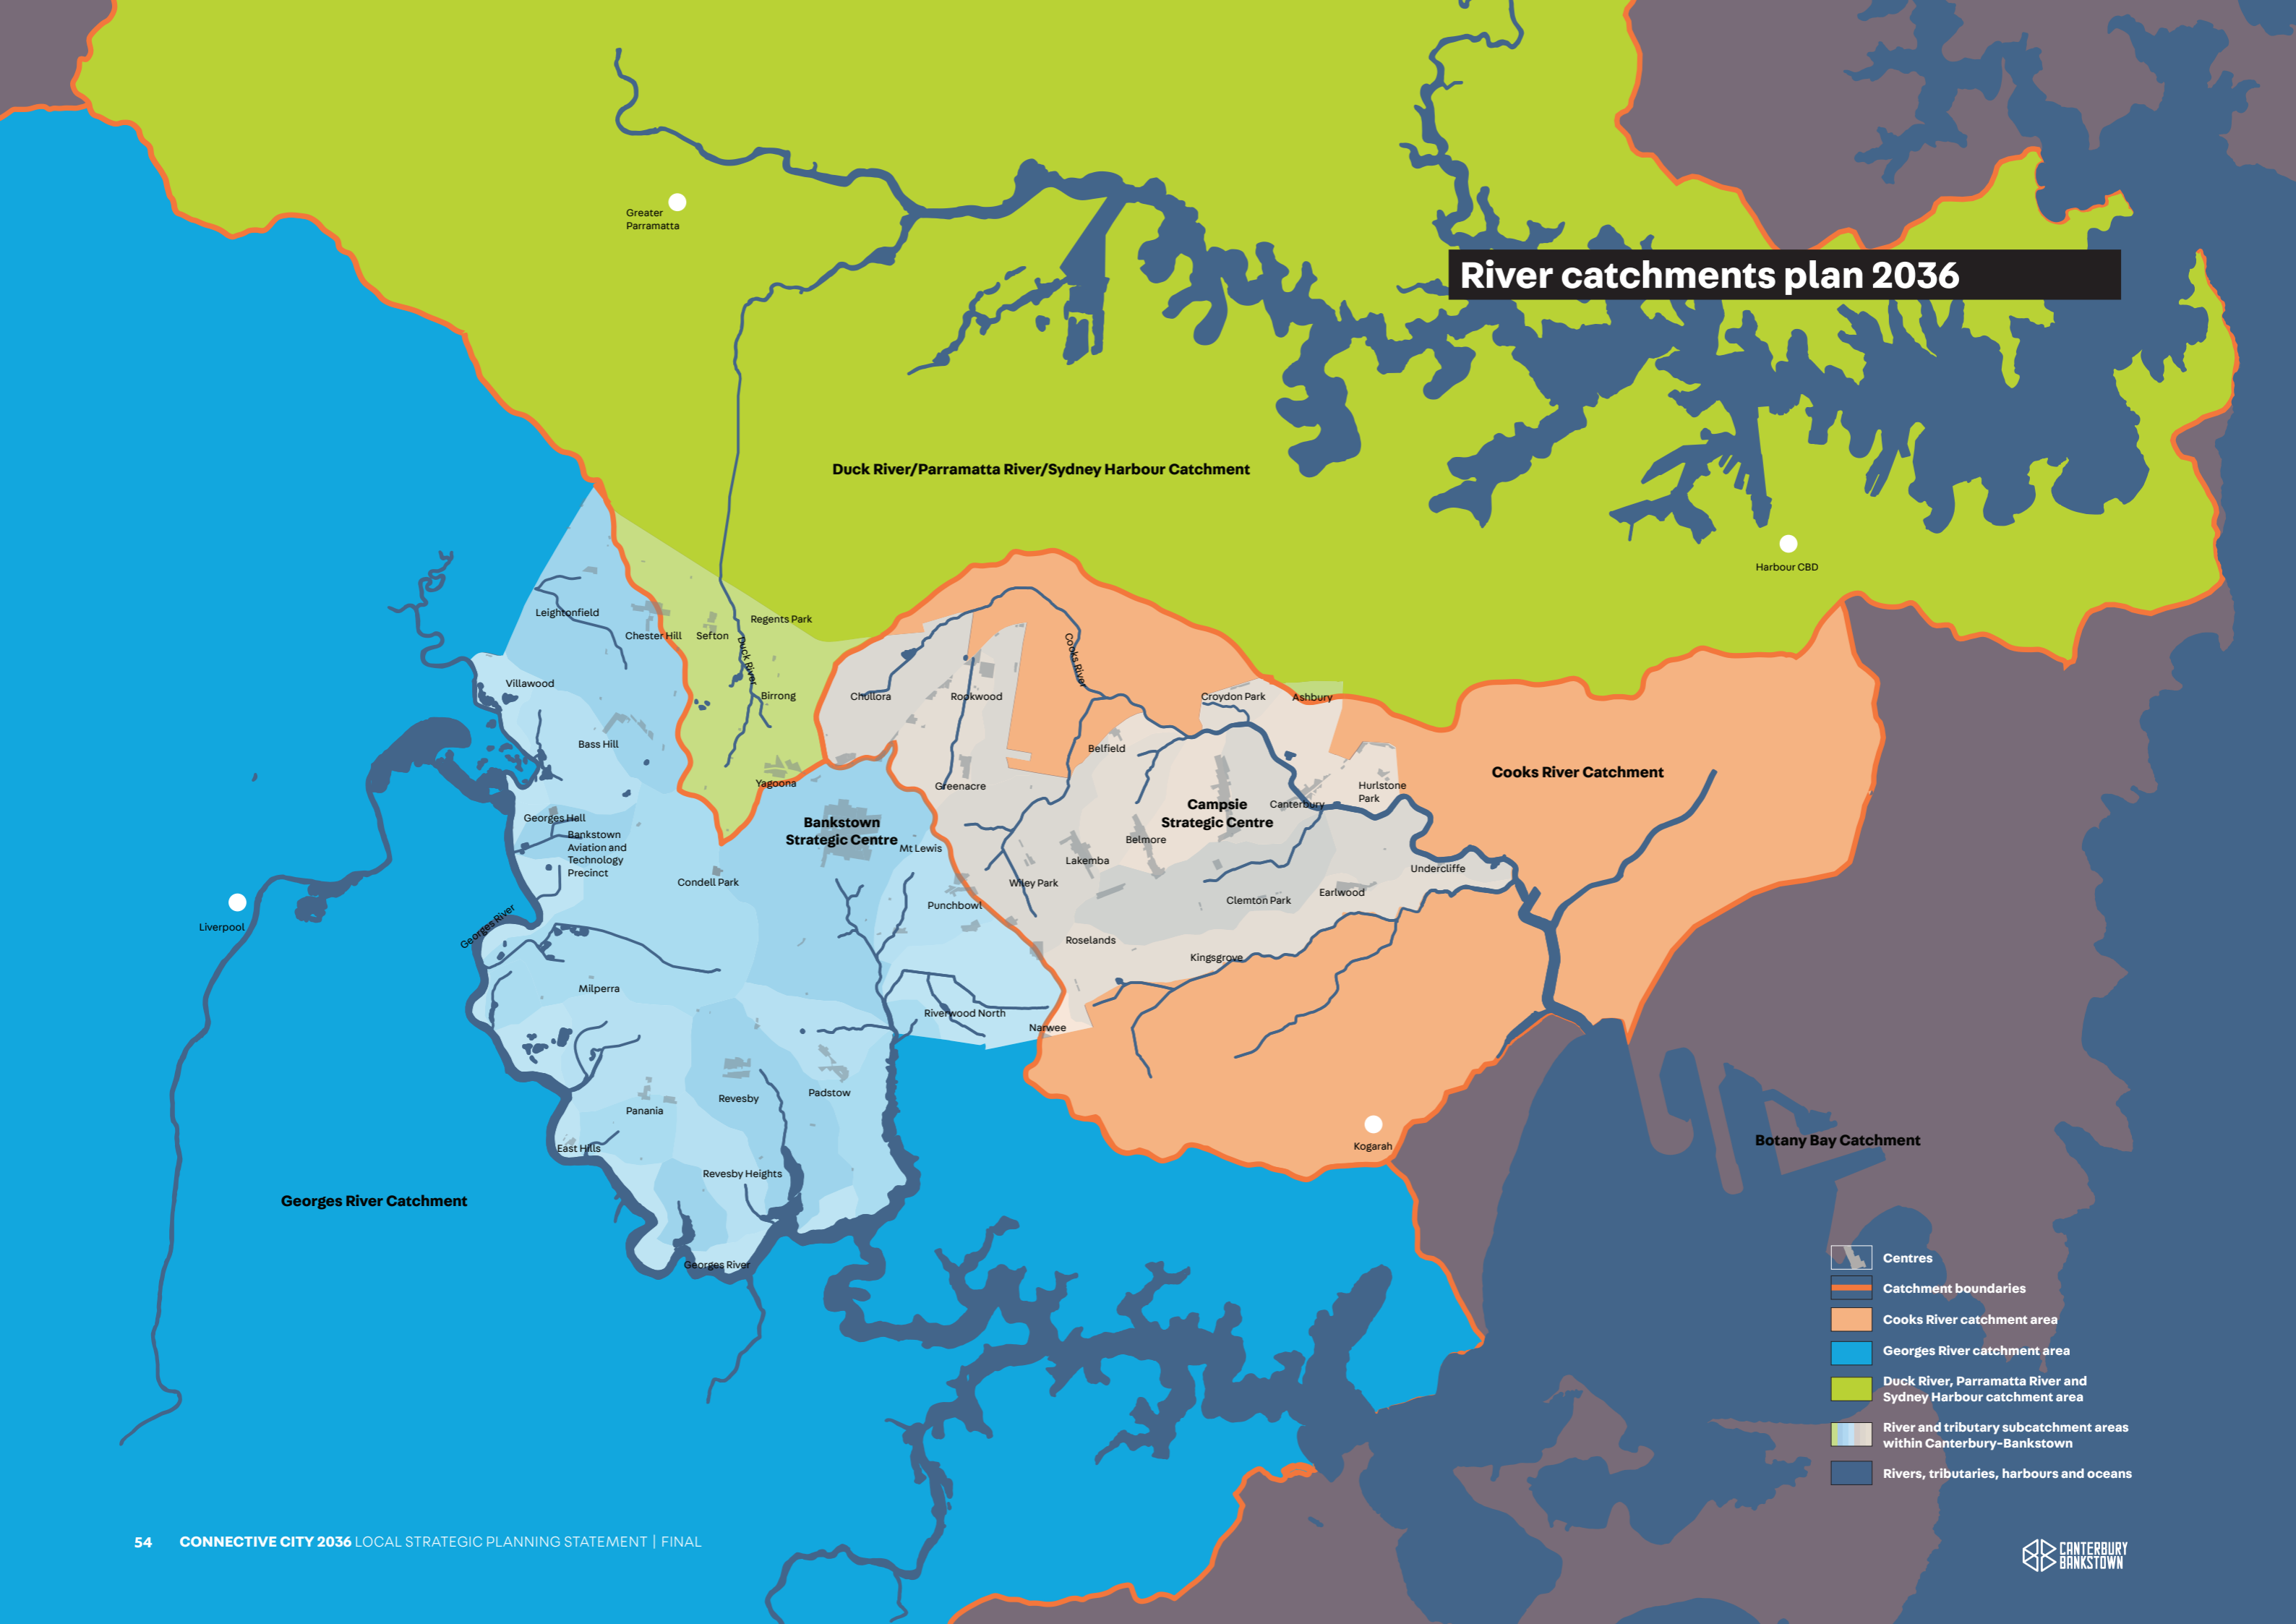 River catchments plan 2036
Greater
Parramatta
Duck River/Parramatta River/Sydney Harbour Catchment
Harbour CBD
Leightonfield
Chester Hill
Sefton
Regents Park
Duck River
Cooks River
Villawood
Birrong
Chullora
Rookwood
Croydon Park
Ashbury
Bass Hill
Belfield
Yagoona
Greenacre
Cooks River Catchment
Hurlstone
Park
Campsie
Strategic Centre
Canterbury
Georges Hall
Bankstown
Strategic Centre
Bankstown
Aviation and
Technology
Precinct
Mt Lewis
Belmore
Lakemba
Undercliffe
Condell Park
Wiley Park
Earlwood
Clemton Park
Punchbowl
Liverpool
Georges River
Roselands
Kingsgrove
Milperra
Riverwood North
Narwee
Padstow
Revesby
Panania
East Hills
Kogarah
Botany Bay Catchment
Revesby Heights
Georges River Catchment
Georges River
Centres
Catchment boundaries
Cooks River catchment area
Georges River catchment area
Duck River, Parramatta River and
Sydney Harbour catchment area
River and tributary subcatchment areas
within Canterbury-Bankstown
Rivers, tributaries, harbours and oceans
54 CONNECTIVE CITY 2036 LOCAL STRATEGIC PLANNING STATEMENT | FINAL
CANTERBURY
BANKSTOWN